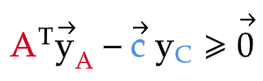 Aᵀy⃗_A − c⃗ y_C ⩾ 0⃗